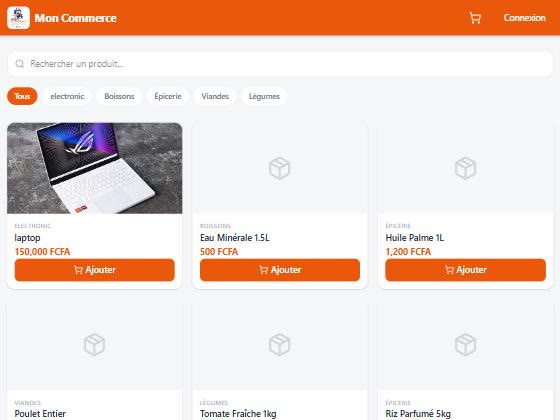 Mon Commerce
Connexion
Rechercher un produit...
Tous
electronic
Boissons
Épicerie
Viandes
Légumes
ELECTRONIC
laptop
150,000 FCFA
Ajouter
BOISSONS
Eau Minérale 1.5L
500 FCFA
Ajouter
ÉPICERIE
Huile Palme 1L
1,200 FCFA
Ajouter
VIANDES
Poulet Entier
LÉGUMES
Tomate Fraîche 1kg
ÉPICERIE
Riz Parfumé 5kg